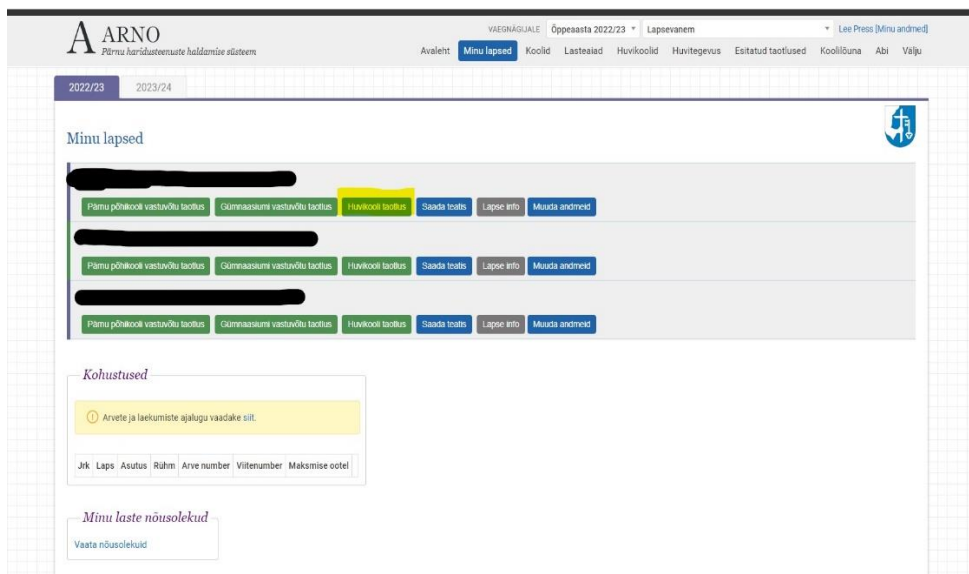 ARNO
Pärnu haridusteenuste haldamise süsteem
VAEGNÄGIJALE Õppeaasta 2022/23 Lapsevanem Lee Press [Minu andmed]
Avaleht Minu lapsed Koolid Lasteaiad Huvikoolid Huvitegevus Esitatud taotlused Koolilõuna Abi Välju
2022/23 2023/24
Minu lapsed
Pärnu põhikooli vastuvõtu taotlus Gümnaasiumi vastuvõtu taotlus Huvikooli taotlus Saada teatis Lapse info Muuda andmeid
Pärnu põhikooli vastuvõtu taotlus Gümnaasiumi vastuvõtu taotlus Huvikooli taotlus Saada teatis Lapse info Muuda andmeid
Pärnu põhikooli vastuvõtu taotlus Gümnaasiumi vastuvõtu taotlus Huvikooli taotlus Saada teatis Lapse info Muuda andmeid
Kohustused
Arvete ja laekumiste ajalugu vaadake siit.
Jrk Laps Asutus Rühm Arve number Viitenumber Maksmise ootel
Minu laste nõusolekud
Vaata nõusolekuid